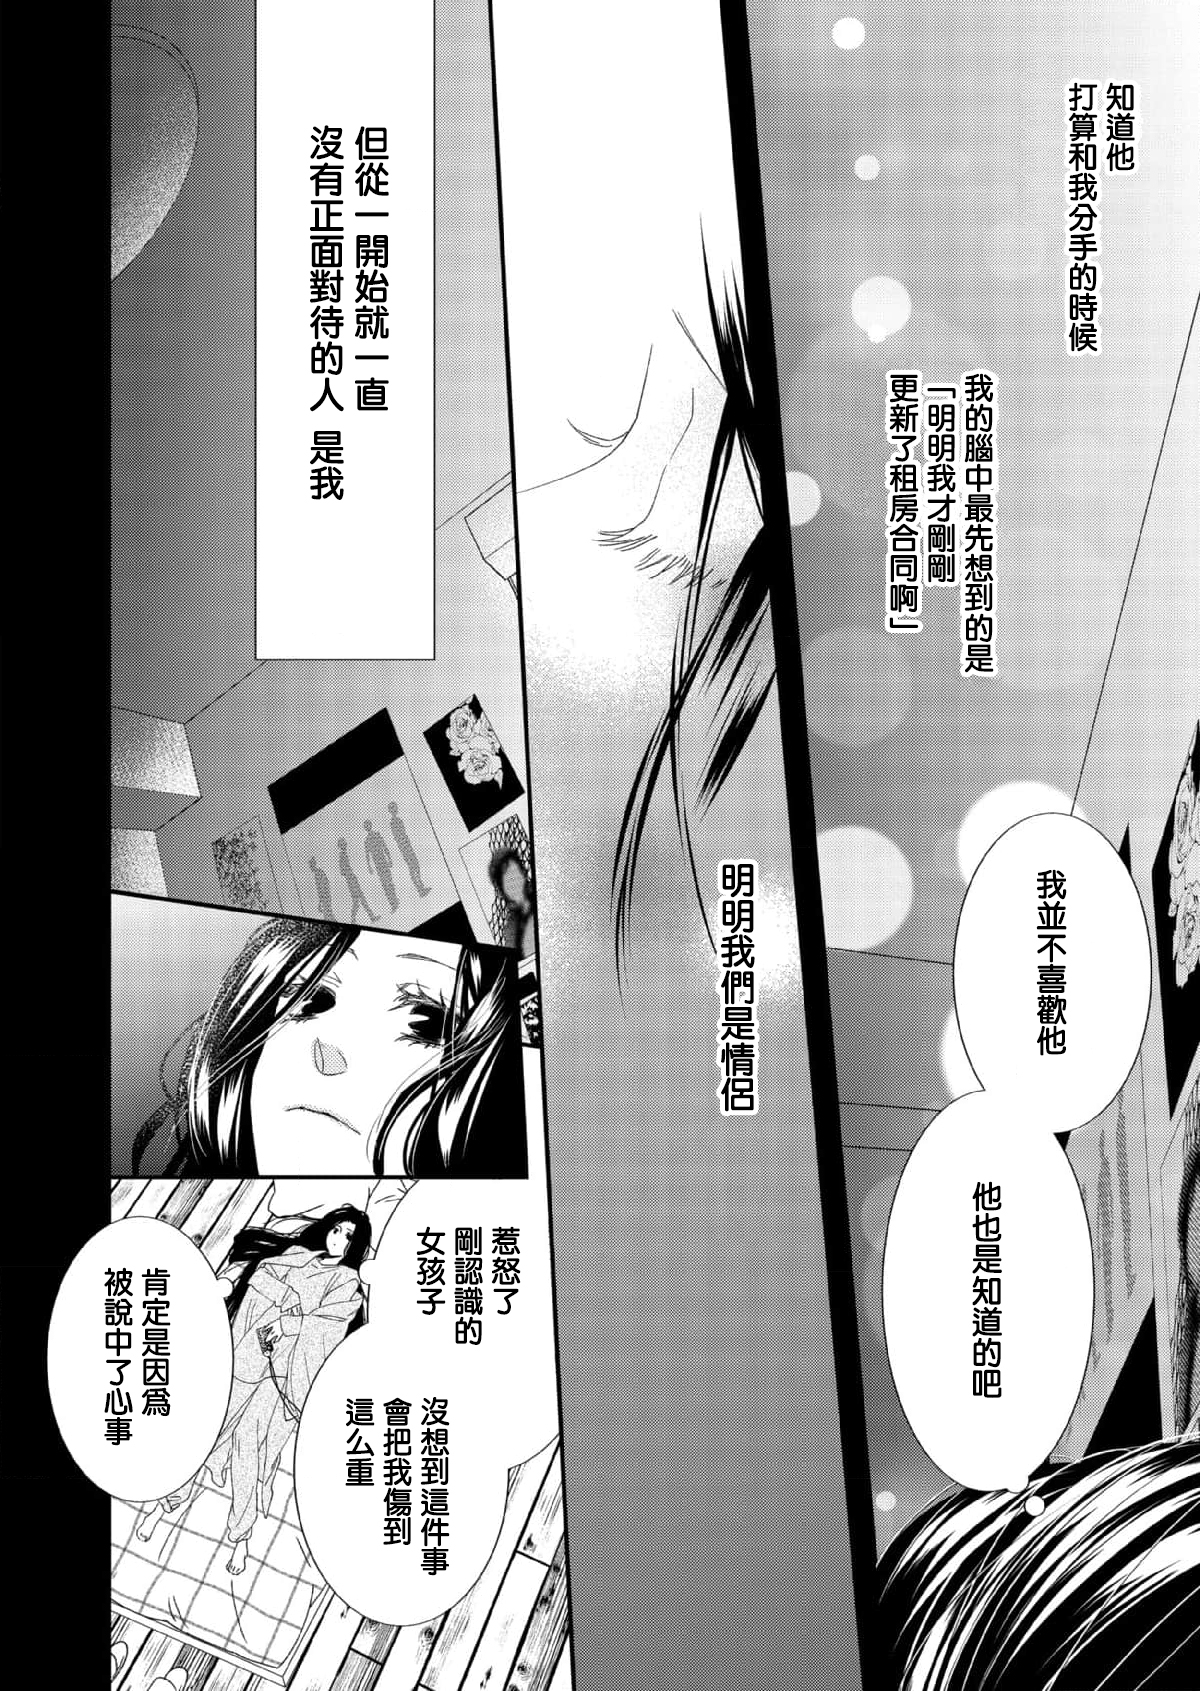 知道他
打算和我分手的時候
我的腦中最先想到的是
「明明我才剛剛
更新了租房合同啊」
我並不喜歡他
他也是知道的吧
明明我們是情侶
但從一開始就一直
沒有正面對待的人 是我
惹怒了
剛認識的
女孩子
沒想到這件事
會把我傷到
這么重
肯定是因爲
被說中了心事